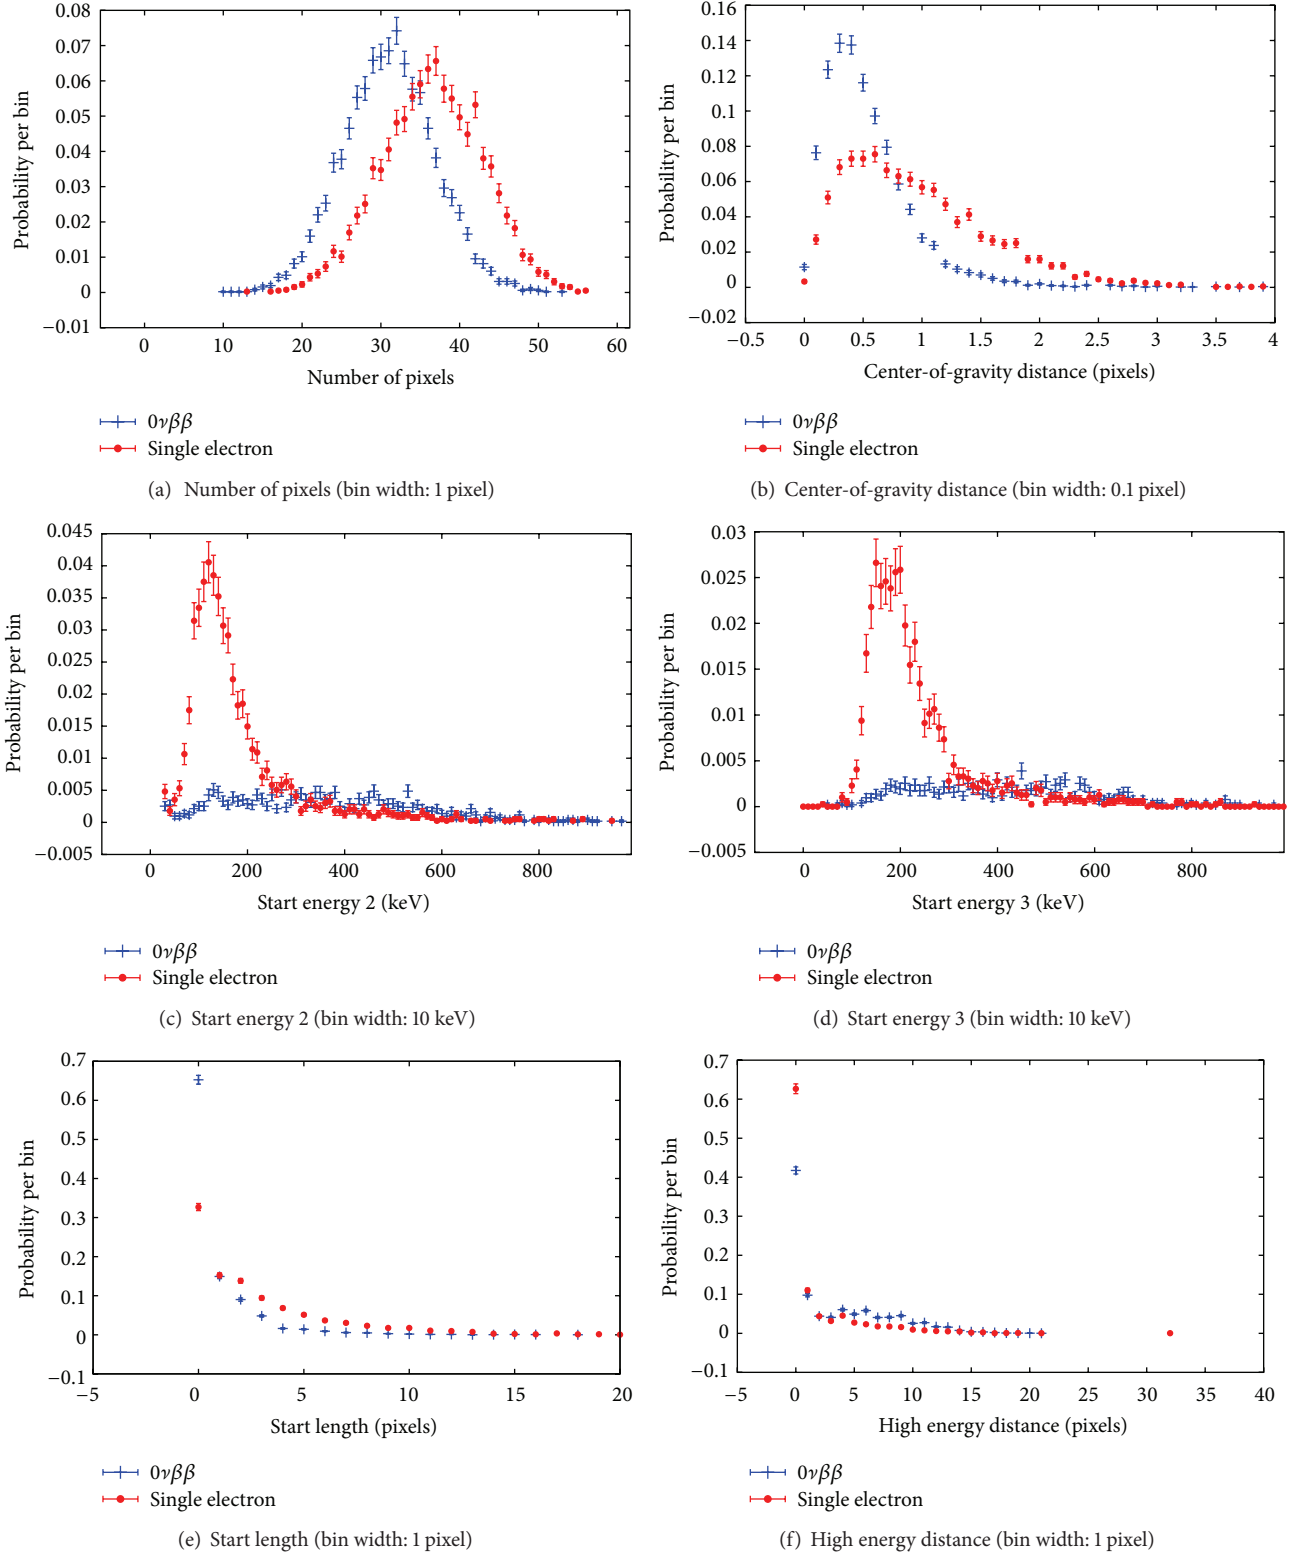 0.08
0.07
0.06
0.05
0.04
0.03
0.02
0.01
0
−0.01
Probability per bin
0 10 20 30 40 50 60
Number of pixels
0νββ
Single electron
(a) Number of pixels (bin width: 1 pixel)
0.16
0.14
0.12
0.1
0.08
0.06
0.04
0.02
0
−0.02
Probability per bin
−0.5 0 0.5 1 1.5 2 2.5 3 3.5 4
Center-of-gravity distance (pixels)
0νββ
Single electron
(b) Center-of-gravity distance (bin width: 0.1 pixel)
0.045
0.04
0.035
0.03
0.025
0.02
0.015
0.01
0.005
0
−0.005
Probability per bin
0 200 400 600 800
Start energy 2 (keV)
0νββ
Single electron
(c) Start energy 2 (bin width: 10 keV)
0.03
0.025
0.02
0.015
0.01
0.005
0
−0.005
Probability per bin
0 200 400 600 800
Start energy 3 (keV)
0νββ
Single electron
(d) Start energy 3 (bin width: 10 keV)
0.7
0.6
0.5
0.4
0.3
0.2
0.1
0
−0.1
Probability per bin
−5 0 5 10 15 20
Start length (pixels)
0νββ
Single electron
(e) Start length (bin width: 1 pixel)
0.7
0.6
0.5
0.4
0.3
0.2
0.1
0
−0.1
Probability per bin
−5 0 5 10 15 20 25 30 35 40
High energy distance (pixels)
0νββ
Single electron
(f) High energy distance (bin width: 1 pixel)